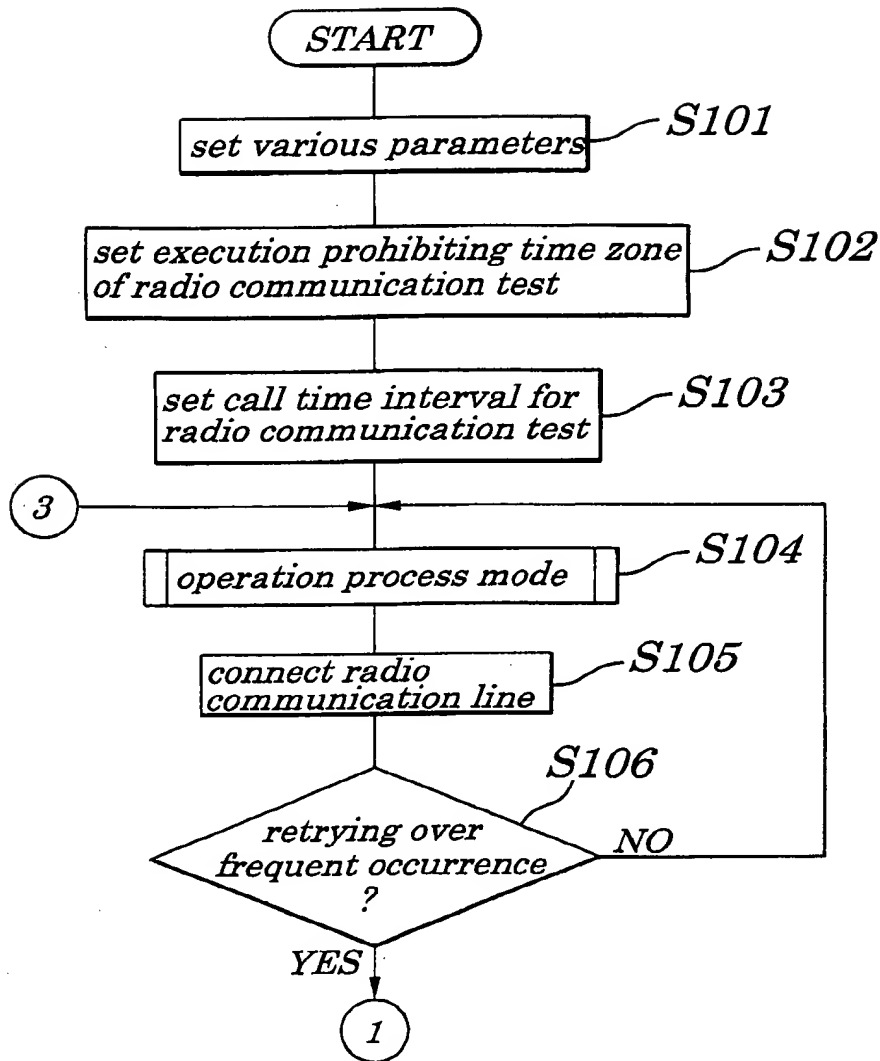 START
set various parameters
S101
set execution prohibiting time zone
of radio communication test
S102
set call time interval for
radio communication test
S103
3
operation process mode
S104
connect radio
communication line
S105
S106
retrying over
frequent occurrence
?
NO
YES
1